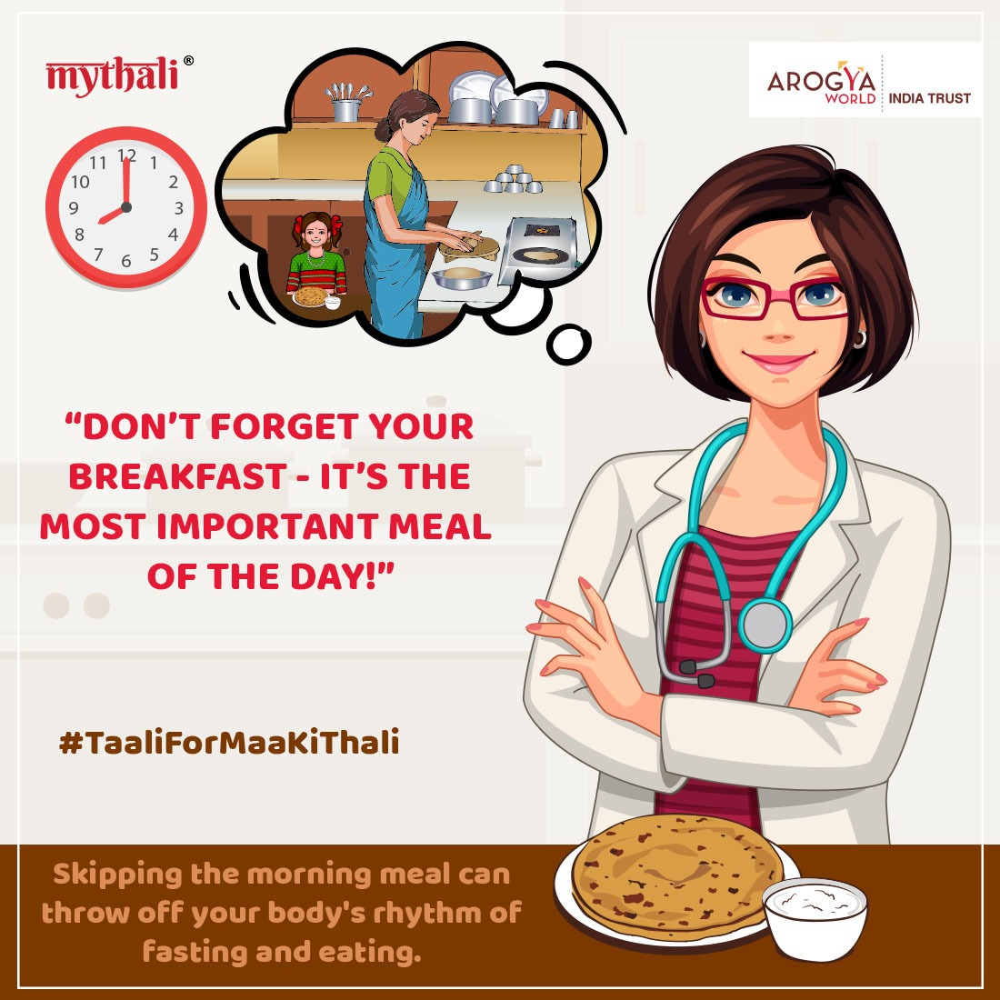 mythali®
AROGYA
WORLD
INDIA TRUST
12
11
1
10
2
9
3
8
4
7
5
6
“DON’T FORGET YOUR
BREAKFAST - IT’S THE
MOST IMPORTANT MEAL
OF THE DAY!”
#TaaliForMaaKiThali
Skipping the morning meal can
throw off your body's rhythm of
fasting and eating.